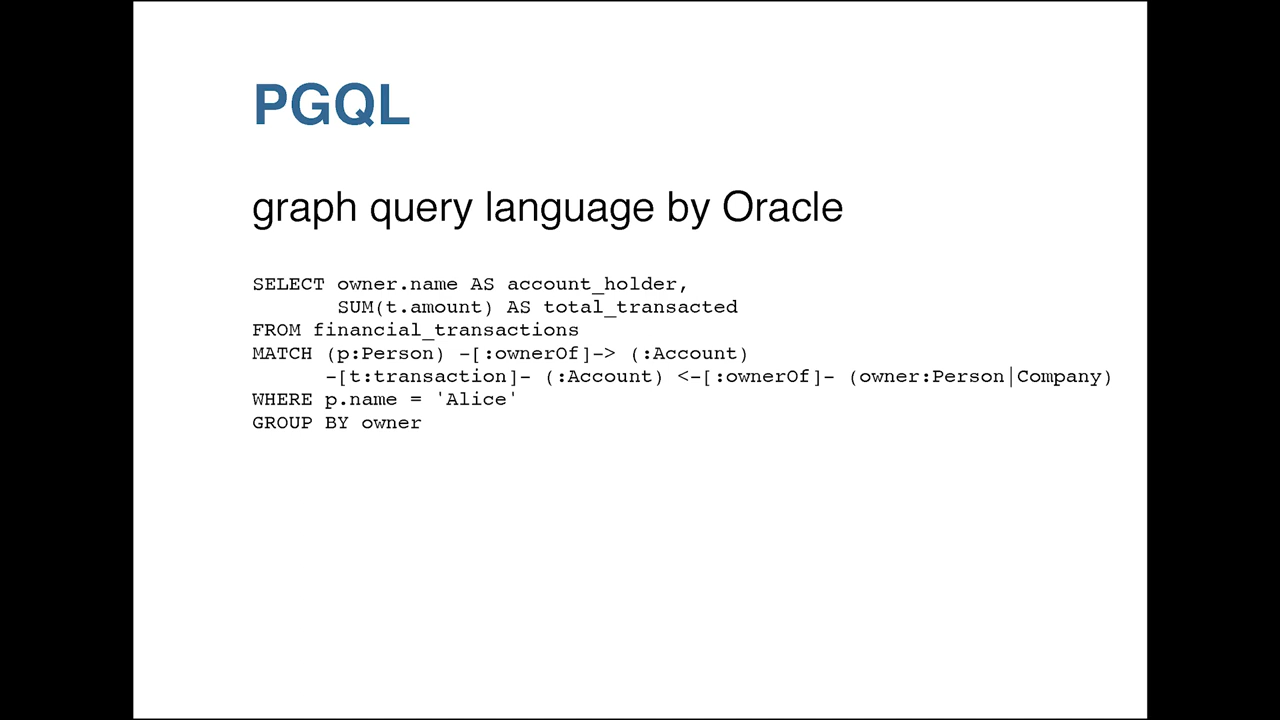 PGQL
graph query language by Oracle
SELECT owner.name AS account_holder,
       SUM(t.amount) AS total_transacted
FROM financial_transactions
MATCH (p:Person) -[:ownerOf]-> (:Account)
      -[t:transaction]- (:Account) <-[:ownerOf]- (owner:Person|Company)
WHERE p.name = 'Alice'
GROUP BY owner